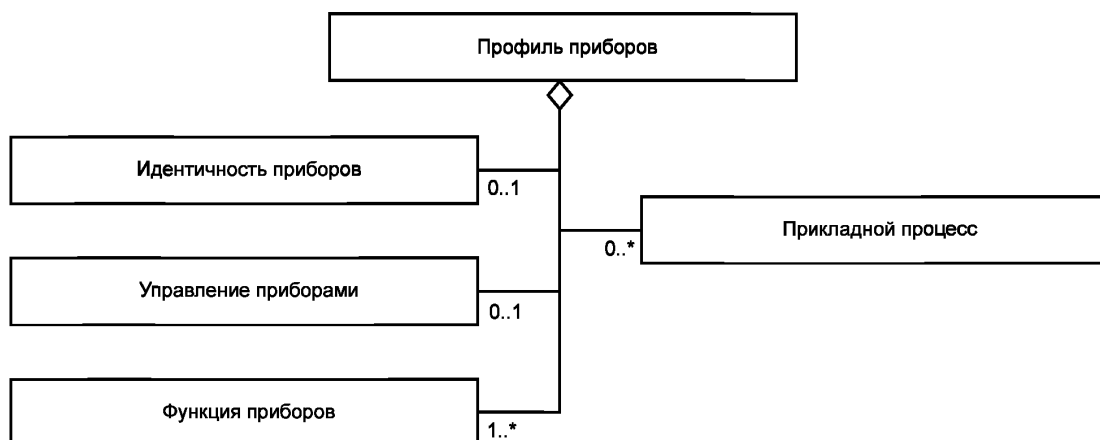 Профиль приборов
Идентичность приборов
0..1
Прикладной процесс
0..*
Управление приборами
0..1
Функция приборов
1..*